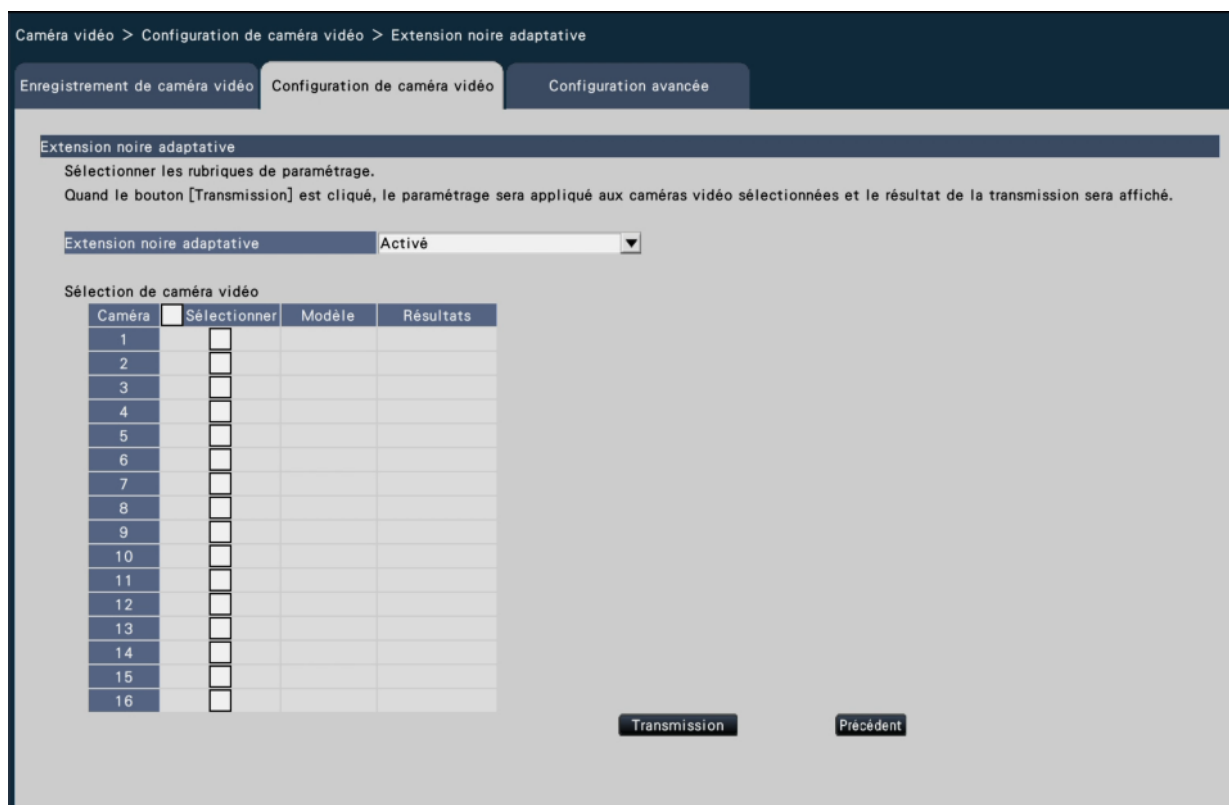 Caméra vidéo > Configuration de caméra vidéo > Extension noire adaptative
Enregistrement de caméra vidéo Configuration de caméra vidéo Configuration avancée
Extension noire adaptative
Sélectionner les rubriques de paramétrage.
Quand le bouton [Transmission] est cliqué, le paramétrage sera appliqué aux caméras vidéo sélectionnées et le résultat de la transmission sera affiché.
Extension noire adaptative Activé
Sélection de caméra vidéo
Caméra Sélectionner Modèle Résultats
1
2
3
4
5
6
7
8
9
10
11
12
13
14
15
16
Transmission Précédent